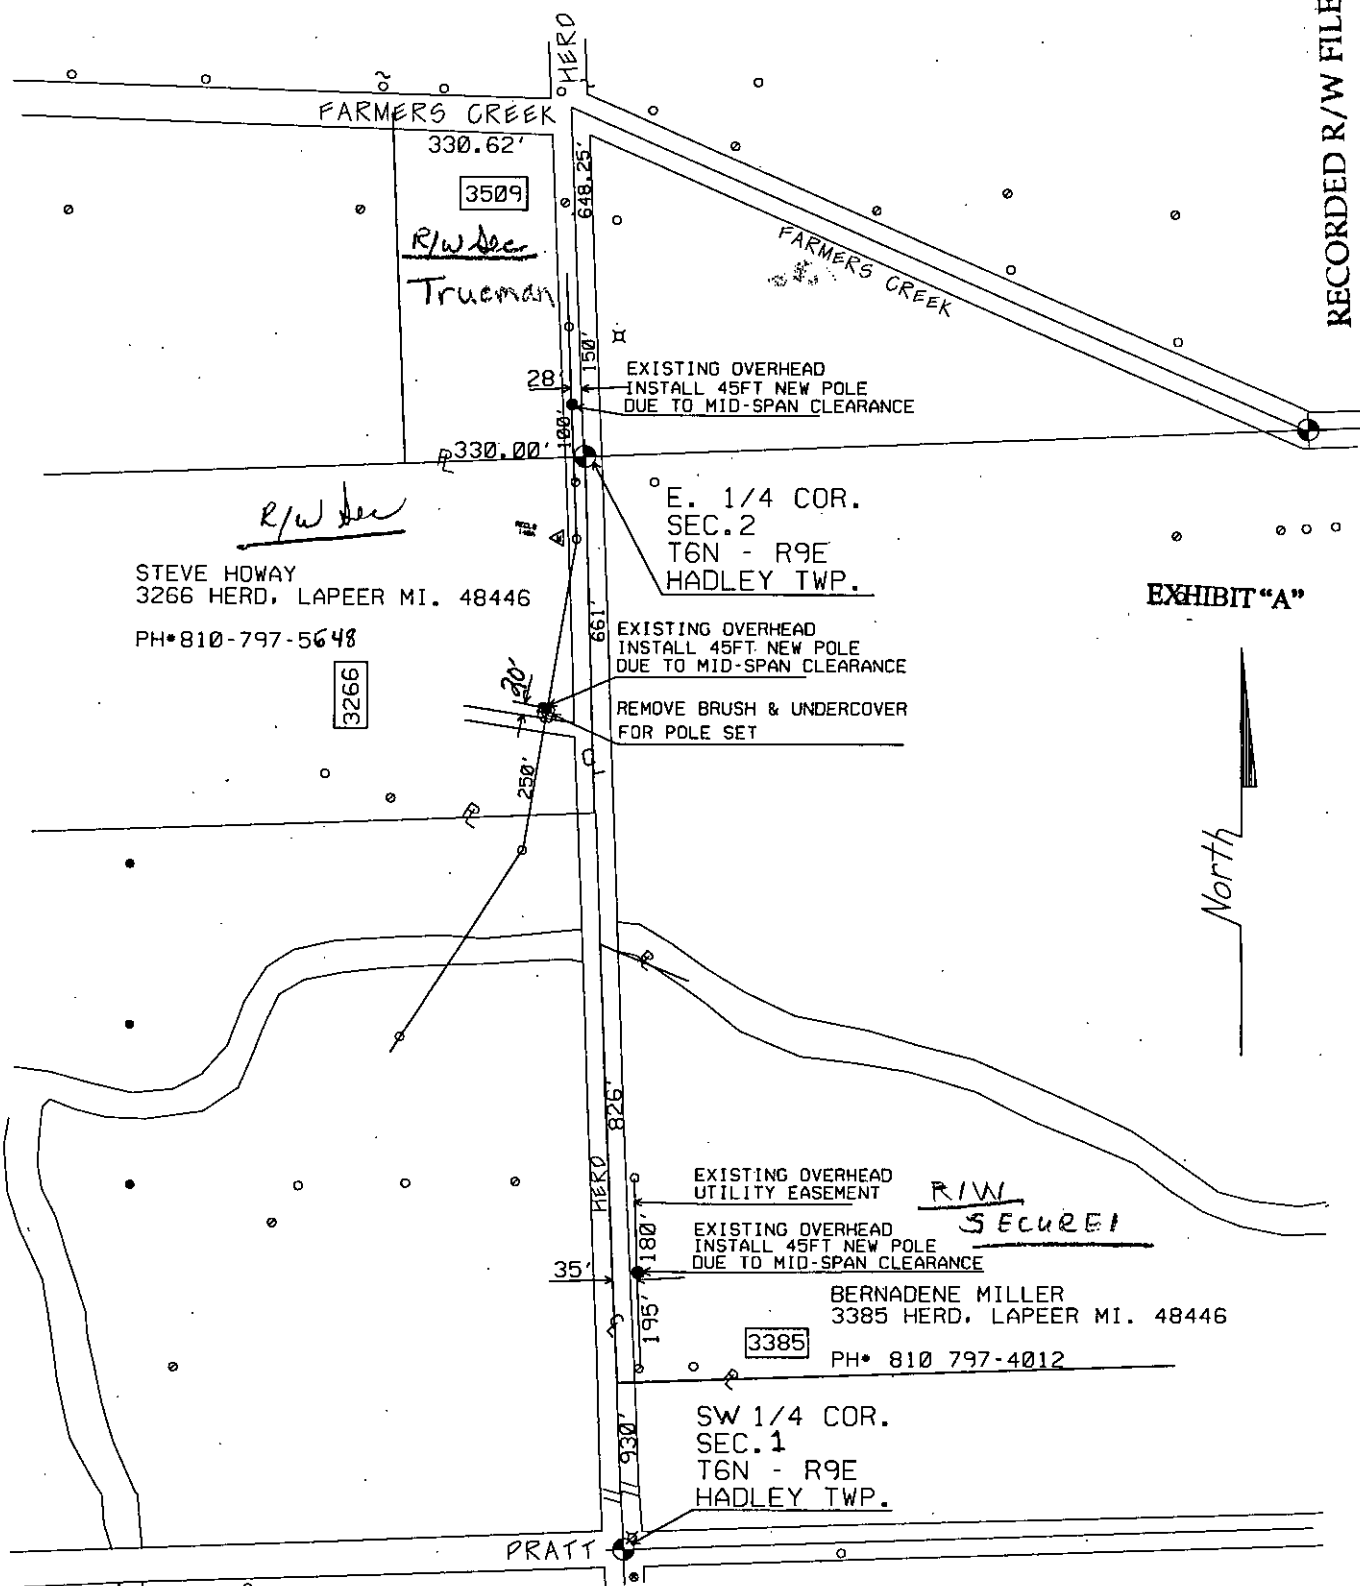 HERD
RECORDED R/W FILE
FARMERS CREEK
330.62'
3509
648.25'
R/W Sec
Trueman
FARMERS CREEK
150'
28'
EXISTING OVERHEAD
INSTALL 45FT NEW POLE
DUE TO MID-SPAN CLEARANCE
100'
PL 330.00'
E. 1/4 COR.
SEC.2
T6N - R9E
HADLEY TWP.
R/W Sec
STEVE HOWAY
3266 HERD, LAPEER MI. 48446
PH•810-797-5648
EXHIBIT "A"
661'
EXISTING OVERHEAD
INSTALL 45FT NEW POLE
DUE TO MID-SPAN CLEARANCE
3266
REMOVE BRUSH & UNDERCOVER
FOR POLE SET
250'
PL
North
PL
826'
HERD
EXISTING OVERHEAD
UTILITY EASEMENT
R/W
SECURE!
180'
EXISTING OVERHEAD
INSTALL 45FT NEW POLE
DUE TO MID-SPAN CLEARANCE
35'
BERNADENE MILLER
3385 HERD, LAPEER MI. 48446
195'
3385
PH• 810 797-4012
PL
930'
SW 1/4 COR.
SEC.1
T6N - R9E
HADLEY TWP.
PRATT